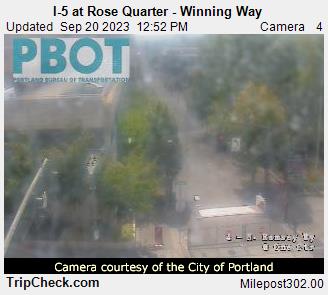 I-5 at Rose Quarter - Winning Way
Updated Sep 20 2023 12:52 PM Camera 4
PBOT
PORTLAND BUREAU OF TRANSPORTATION
Camera courtesy of the City of Portland
TripCheck.com Milepost302.00